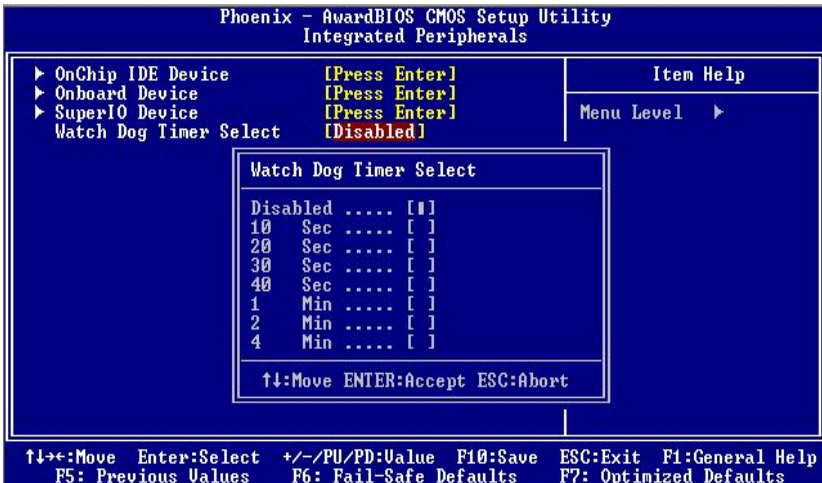 Phoenix - AwardBIOS CMOS Setup Utility
Integrated Peripherals
▶ OnChip IDE Device [Press Enter]
▶ Onboard Device [Press Enter]
▶ SuperIO Device [Press Enter]
Watch Dog Timer Select [Disabled]
Item Help
Menu Level ▶
Watch Dog Timer Select
Disabled ..... [▮]
10 Sec ..... [ ]
20 Sec ..... [ ]
30 Sec ..... [ ]
40 Sec ..... [ ]
1 Min ..... [ ]
2 Min ..... [ ]
4 Min ..... [ ]
↑↓:Move ENTER:Accept ESC:Abort
↑↓→←:Move Enter:Select +/-/PU/PD:Value F10:Save ESC:Exit F1:General Help
F5: Previous Values F6: Fail-Safe Defaults F7: Optimized Defaults